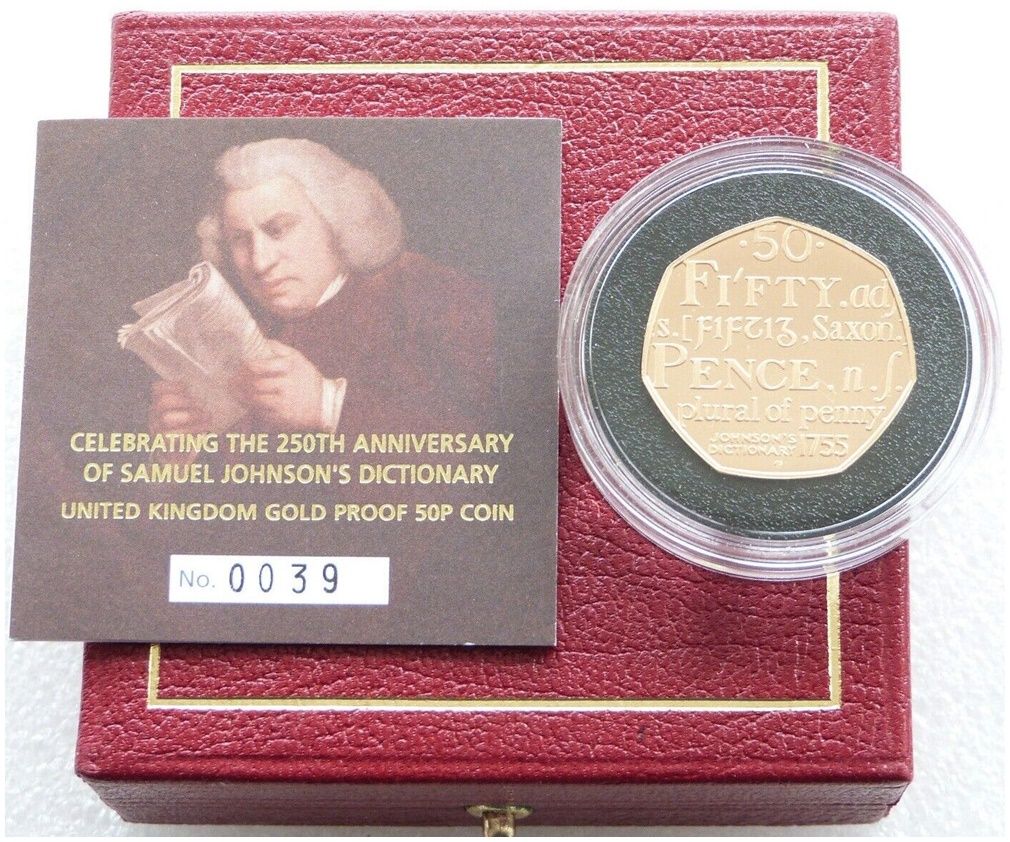 CELEBRATING THE 250TH ANNIVERSARY
OF SAMUEL JOHNSON'S DICTIONARY
UNITED KINGDOM GOLD PROOF 50P COIN
No. 0039
·50·
FI'FTY.adj
s.[ꝼıꝼꞇıᵹ, Saxon.]
PENCE.n.ſ.
plural of penny
JOHNSON'S
DICTIONARY 1755